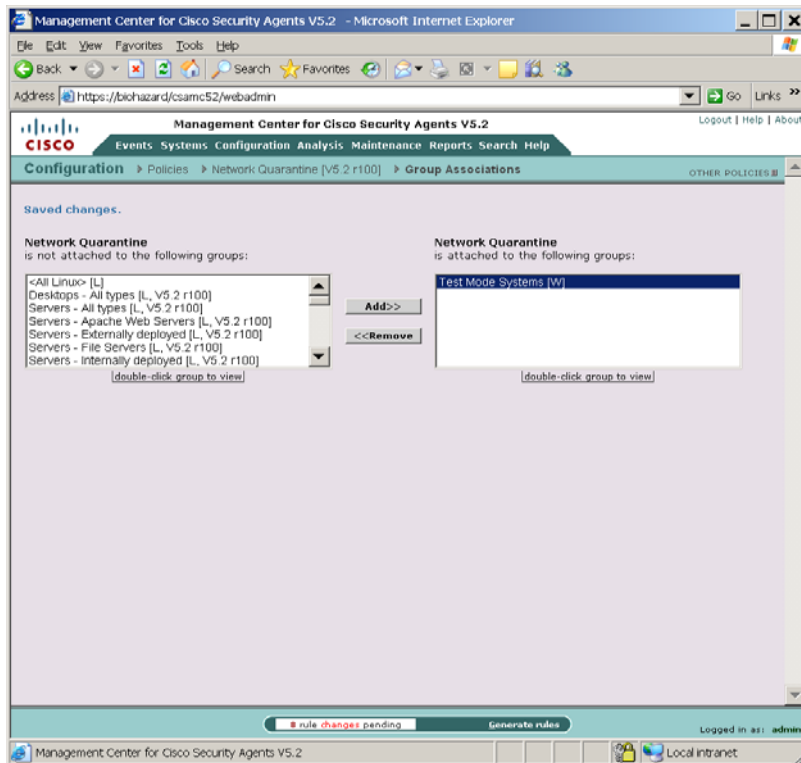 Management Center for Cisco Security Agents V5.2 - Microsoft Internet Explorer
File Edit View Favorites Tools Help
Back Search Favorites
Address https://biohazard/csamc52/webadmin Go Links »
Management Center for Cisco Security Agents V5.2
Logout | Help | About
CISCO
Events Systems Configuration Analysis Maintenance Reports Search Help
Configuration Policies Network Quarantine [V5.2 r100] Group Associations
OTHER POLICIES
Saved changes.
Network Quarantine
is not attached to the following groups:
<All Linux> [L]
Desktops - All types [L, V5.2 r100]
Servers - All types [L, V5.2 r100]
Servers - Apache Web Servers [L, V5.2 r100]
Servers - Externally deployed [L, V5.2 r100]
Servers - File Servers [L, V5.2 r100]
Servers - Internally deployed [L, V5.2 r100]
double-click group to view
Add>>
<<Remove
Network Quarantine
is attached to the following groups:
Test Mode Systems [W]
double-click group to view
rule changes pending
Generate rules
Logged in as: admin
Management Center for Cisco Security Agents V5.2
Local intranet